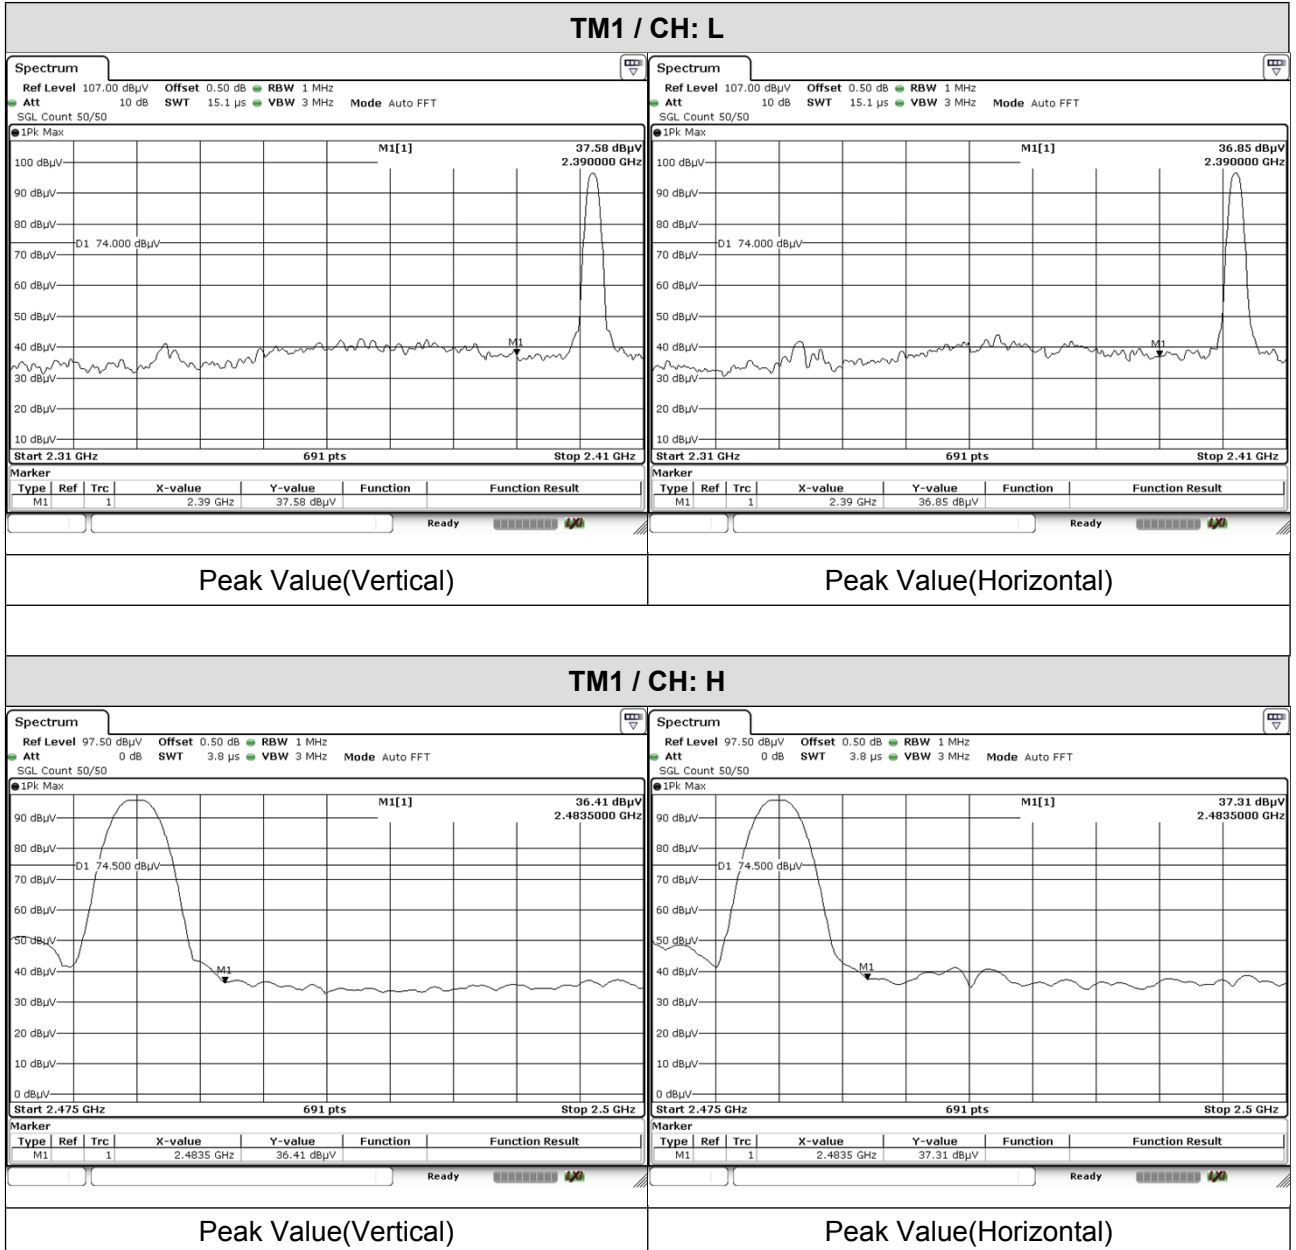 TM1 / CH: L
Spectrum
Ref Level 107.00 dBµV Offset 0.50 dB RBW 1 MHz
Att 10 dB SWT 15.1 µs VBW 3 MHz Mode Auto FFT
SGL Count 50/50
1Pk Max
M1[1] 37.58 dBµV
2.390000 GHz
100 dBµV
90 dBµV
80 dBµV
D1 74.000 dBµV
70 dBµV
60 dBµV
50 dBµV
40 dBµV
M1
30 dBµV
20 dBµV
10 dBµV
Start 2.31 GHz 691 pts Stop 2.41 GHz
Marker
Type Ref Trc X-value Y-value Function Function Result
M1 1 2.39 GHz 37.58 dBµV
Ready LXI
Peak Value(Vertical)
Spectrum
Ref Level 107.00 dBµV Offset 0.50 dB RBW 1 MHz
Att 10 dB SWT 15.1 µs VBW 3 MHz Mode Auto FFT
SGL Count 50/50
1Pk Max
M1[1] 36.85 dBµV
2.390000 GHz
100 dBµV
90 dBµV
80 dBµV
D1 74.000 dBµV
70 dBµV
60 dBµV
50 dBµV
40 dBµV
M1
30 dBµV
20 dBµV
10 dBµV
Start 2.31 GHz 691 pts Stop 2.41 GHz
Marker
Type Ref Trc X-value Y-value Function Function Result
M1 1 2.39 GHz 36.85 dBµV
Ready LXI
Peak Value(Horizontal)
TM1 / CH: H
Spectrum
Ref Level 97.50 dBµV Offset 0.50 dB RBW 1 MHz
Att 0 dB SWT 3.8 µs VBW 3 MHz Mode Auto FFT
SGL Count 50/50
1Pk Max
M1[1] 36.41 dBµV
2.4835000 GHz
90 dBµV
80 dBµV
D1 74.500 dBµV
70 dBµV
60 dBµV
50 dBµV
40 dBµV
M1
30 dBµV
20 dBµV
10 dBµV
0 dBµV
Start 2.475 GHz 691 pts Stop 2.5 GHz
Marker
Type Ref Trc X-value Y-value Function Function Result
M1 1 2.4835 GHz 36.41 dBµV
Ready LXI
Peak Value(Vertical)
Spectrum
Ref Level 97.50 dBµV Offset 0.50 dB RBW 1 MHz
Att 0 dB SWT 3.8 µs VBW 3 MHz Mode Auto FFT
SGL Count 50/50
1Pk Max
M1[1] 37.31 dBµV
2.4835000 GHz
90 dBµV
80 dBµV
D1 74.500 dBµV
70 dBµV
60 dBµV
50 dBµV
40 dBµV
M1
30 dBµV
20 dBµV
10 dBµV
0 dBµV
Start 2.475 GHz 691 pts Stop 2.5 GHz
Marker
Type Ref Trc X-value Y-value Function Function Result
M1 1 2.4835 GHz 37.31 dBµV
Ready LXI
Peak Value(Horizontal)